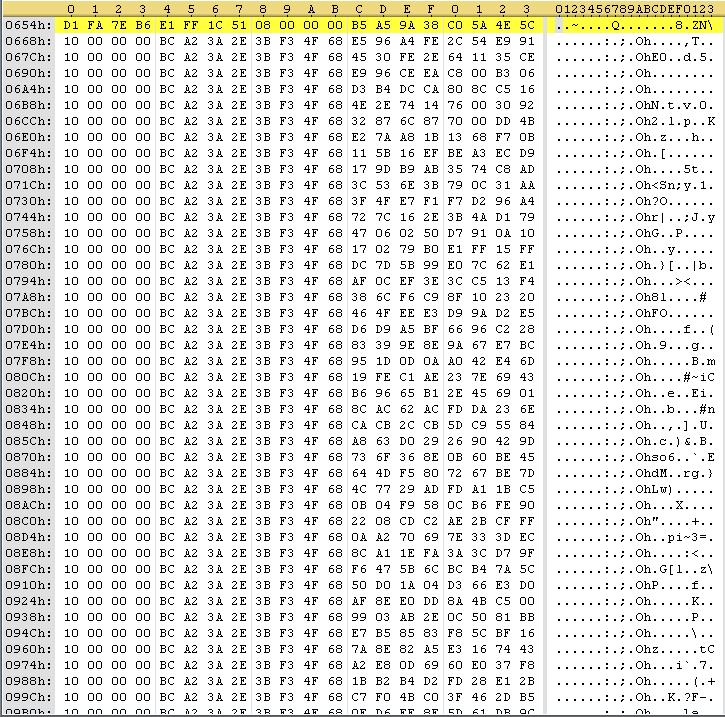 0 1 2 3 4 5 6 7 8 9 A B C D E F 0 1 2 3 0123456789ABCDEF0123
0654h: D1 FA 7E B6 E1 FF 1C 51 08 00 00 00 B5 A5 9A 38 C0 5A 4E 5C ..~....Q.......8.ZN\
0668h: 10 00 00 00 BC A2 3A 2E 3B F3 4F 68 E5 96 A4 FE 2C 54 E9 91 ......:.;.Oh....,T..
067Ch: 10 00 00 00 BC A2 3A 2E 3B F3 4F 68 45 30 FE 2E 64 11 35 CE ......:.;.OhE0..d.5.
0690h: 10 00 00 00 BC A2 3A 2E 3B F3 4F 68 E9 96 CE EA C8 00 B3 06 ......:.;.Oh........
06A4h: 10 00 00 00 BC A2 3A 2E 3B F3 4F 68 D3 B4 DC CA 80 8C C5 16 ......:.;.Oh........
06B8h: 10 00 00 00 BC A2 3A 2E 3B F3 4F 68 4E 2E 74 14 76 00 30 92 ......:.;.OhN.t.v.0.
06CCh: 10 00 00 00 BC A2 3A 2E 3B F3 4F 68 32 87 6C 87 70 00 DD 4B ......:.;.Oh2.l.p..K
06E0h: 10 00 00 00 BC A2 3A 2E 3B F3 4F 68 E2 7A A8 1B 13 68 F7 0B ......:.;.Oh.z...h..
06F4h: 10 00 00 00 BC A2 3A 2E 3B F3 4F 68 11 5B 16 EF BE A3 EC D9 ......:.;.Oh.[......
0708h: 10 00 00 00 BC A2 3A 2E 3B F3 4F 68 17 9D B9 AB 35 74 C8 AD ......:.;.Oh....5t..
071Ch: 10 00 00 00 BC A2 3A 2E 3B F3 4F 68 3C 53 6E 3B 79 0C 31 AA ......:.;.Oh<Sn;y.1.
0730h: 10 00 00 00 BC A2 3A 2E 3B F3 4F 68 3F 4F E7 F1 F7 D2 96 A4 ......:.;.Oh?O......
0744h: 10 00 00 00 BC A2 3A 2E 3B F3 4F 68 72 7C 16 2E 3B 4A D1 79 ......:.;.Ohr|..;J.y
0758h: 10 00 00 00 BC A2 3A 2E 3B F3 4F 68 47 06 02 50 D7 91 0A 10 ......:.;.OhG..P....
076Ch: 10 00 00 00 BC A2 3A 2E 3B F3 4F 68 17 02 79 B0 E1 FF 15 FF ......:.;.Oh..y.....
0780h: 10 00 00 00 BC A2 3A 2E 3B F3 4F 68 DC 7D 5B 99 E0 7C 62 E1 ......:.;.Oh.}[..|b.
0794h: 10 00 00 00 BC A2 3A 2E 3B F3 4F 68 AF 0C EF 3E 3C C5 13 F4 ......:.;.Oh...><...
07A8h: 10 00 00 00 BC A2 3A 2E 3B F3 4F 68 38 6C F6 C9 8F 10 23 20 ......:.;.Oh8l....#
07BCh: 10 00 00 00 BC A2 3A 2E 3B F3 4F 68 46 4F EE E3 D9 9A D2 E5 ......:.;.OhFO......
07D0h: 10 00 00 00 BC A2 3A 2E 3B F3 4F 68 D6 D9 A5 BF 66 96 C2 28 ......:.;.Oh....f..(
07E4h: 10 00 00 00 BC A2 3A 2E 3B F3 4F 68 83 39 9E 8E 9A 67 E7 BC ......:.;.Oh.9...g..
07F8h: 10 00 00 00 BC A2 3A 2E 3B F3 4F 68 95 1D 0D 0A A0 42 E4 6D ......:.;.Oh.....B.m
080Ch: 10 00 00 00 BC A2 3A 2E 3B F3 4F 68 19 FE C1 AE 23 7E 69 43 ......:.;.Oh....#~iC
0820h: 10 00 00 00 BC A2 3A 2E 3B F3 4F 68 B6 96 65 B1 2E 45 69 01 ......:.;.Oh..e..Ei.
0834h: 10 00 00 00 BC A2 3A 2E 3B F3 4F 68 8C AC 62 AC FD DA 23 6E ......:.;.Oh..b...#n
0848h: 10 00 00 00 BC A2 3A 2E 3B F3 4F 68 CA CB 2C CB 5D C9 55 84 ......:.;.Oh..,.].U.
085Ch: 10 00 00 00 BC A2 3A 2E 3B F3 4F 68 A8 63 D0 29 26 90 42 9D ......:.;.Oh.c.)&.B.
0870h: 10 00 00 00 BC A2 3A 2E 3B F3 4F 68 73 6F 36 8E 0B 60 BE 45 ......:.;.Ohso6..`.E
0884h: 10 00 00 00 BC A2 3A 2E 3B F3 4F 68 64 4D F5 80 72 67 BE 7D ......:.;.OhdM..rg.}
0898h: 10 00 00 00 BC A2 3A 2E 3B F3 4F 68 4C 77 29 AD FD A1 1B C5 ......:.;.OhLw).....
08ACh: 10 00 00 00 BC A2 3A 2E 3B F3 4F 68 0B 04 F9 58 0C B6 FE 90 ......:.;.Oh...X....
08C0h: 10 00 00 00 BC A2 3A 2E 3B F3 4F 68 22 08 CD C2 AE 2B CF FF ......:.;.Oh"....+..
08D4h: 10 00 00 00 BC A2 3A 2E 3B F3 4F 68 0A A2 70 69 7E 33 3D EC ......:.;.Oh..pi~3=.
08E8h: 10 00 00 00 BC A2 3A 2E 3B F3 4F 68 8C A1 1E FA 3A 3C D7 9F ......:.;.Oh....:<..
08FCh: 10 00 00 00 BC A2 3A 2E 3B F3 4F 68 F6 47 5B 6C BC B4 7A 5C ......:.;.Oh.G[l..z\
0910h: 10 00 00 00 BC A2 3A 2E 3B F3 4F 68 50 D0 1A 04 D3 66 E3 D0 ......:.;.OhP....f..
0924h: 10 00 00 00 BC A2 3A 2E 3B F3 4F 68 AF 8E E0 DD 8A 4B C5 00 ......:.;.Oh.....K..
0938h: 10 00 00 00 BC A2 3A 2E 3B F3 4F 68 99 03 AB 2E 0C 50 81 BB ......:.;.Oh.....P..
094Ch: 10 00 00 00 BC A2 3A 2E 3B F3 4F 68 E7 B5 85 83 F8 5C BF 16 ......:.;.Oh.....\..
0960h: 10 00 00 00 BC A2 3A 2E 3B F3 4F 68 7A 8E 82 A5 E3 16 74 43 ......:.;.Ohz.....tC
0974h: 10 00 00 00 BC A2 3A 2E 3B F3 4F 68 A2 E8 0D 69 60 E0 37 F8 ......:.;.Oh...i`.7.
0988h: 10 00 00 00 BC A2 3A 2E 3B F3 4F 68 1B B2 B4 D2 FD 28 E1 2B ......:.;.Oh.....(.+
099Ch: 10 00 00 00 BC A2 3A 2E 3B F3 4F 68 C7 F0 4B C0 3F 46 2D B5 ......:.;.Oh..K.?F-.